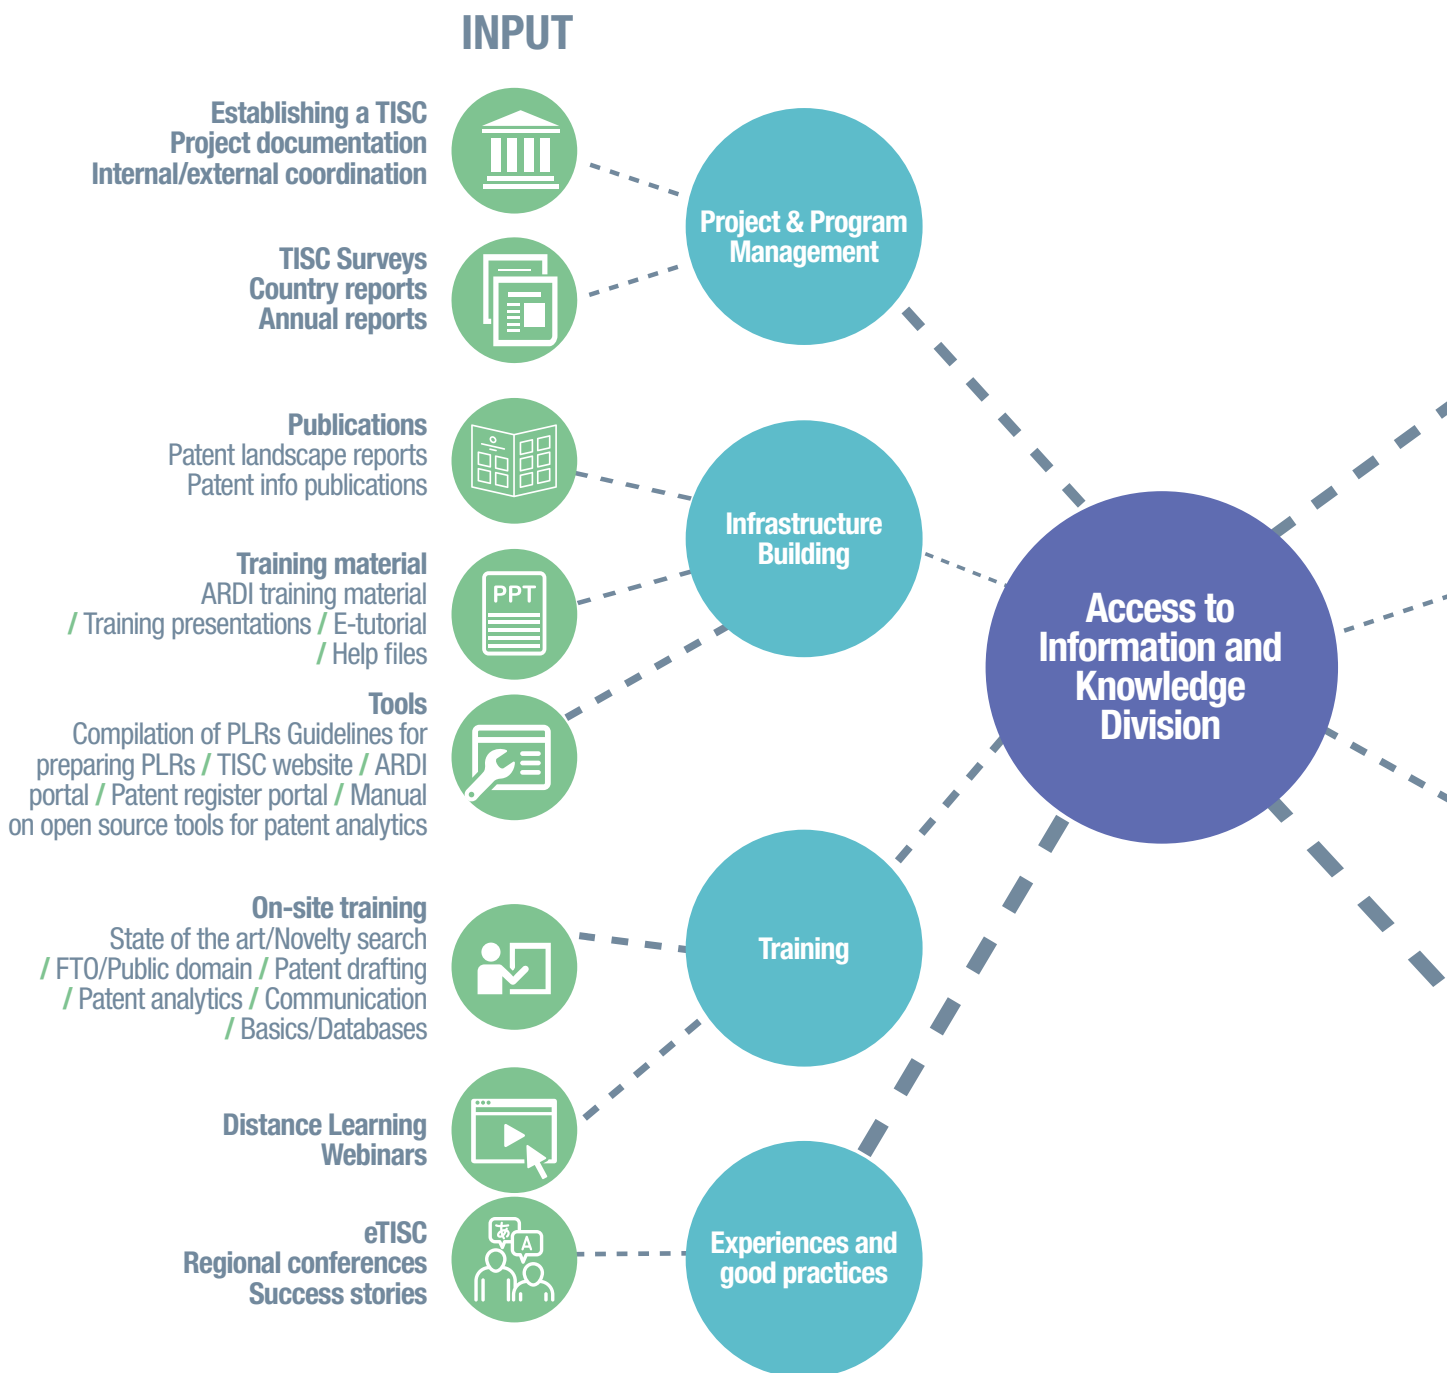 INPUT
Establishing a TISC
Project documentation
Internal/external coordination
TISC Surveys
Country reports
Annual reports
Publications
Patent landscape reports
Patent info publications
Training material
ARDI training material
/ Training presentations / E-tutorial
/ Help files
PPT
Tools
Compilation of PLRs Guidelines for
preparing PLRs / TISC website / ARDI
portal / Patent register portal / Manual
on open source tools for patent analytics
On-site training
State of the art/Novelty search
/ FTO/Public domain / Patent drafting
/ Patent analytics / Communication
/ Basics/Databases
Distance Learning
Webinars
eTISC
Regional conferences
Success stories
あ
A
Project & Program
Management
Infrastructure
Building
Training
Experiences and
good practices
Access to
Information and
Knowledge
Division